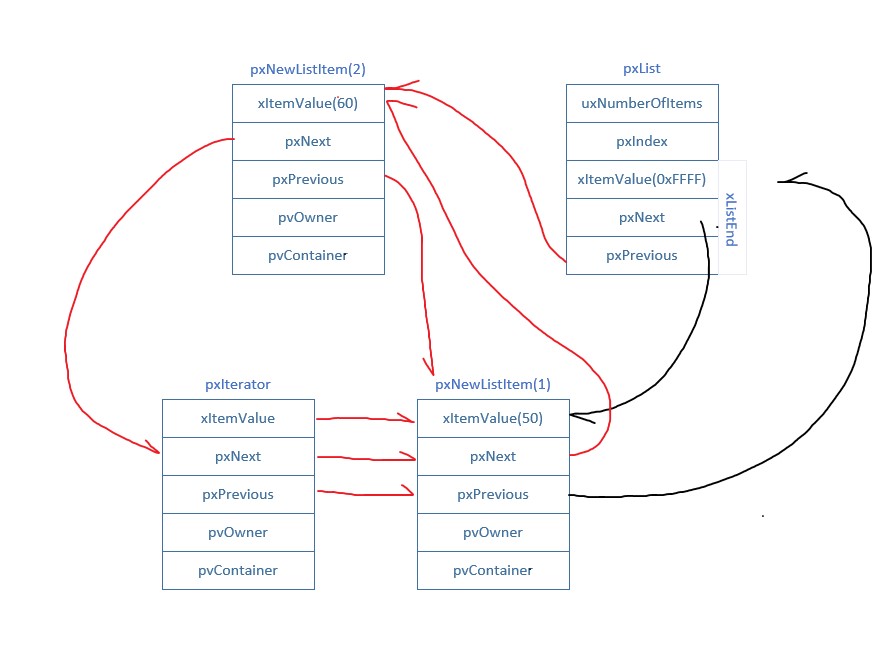 pxNewListItem(2)
xItemValue(60)
pxNext
pxPrevious
pvOwner
pvContainer
pxList
uxNumberOfItems
pxIndex
xItemValue(0xFFFF)
pxNext
pxPrevious
xListEnd
pxIterator
xItemValue
pxNext
pxPrevious
pvOwner
pvContainer
pxNewListItem(1)
xItemValue(50)
pxNext
pxPrevious
pvOwner
pvContainer